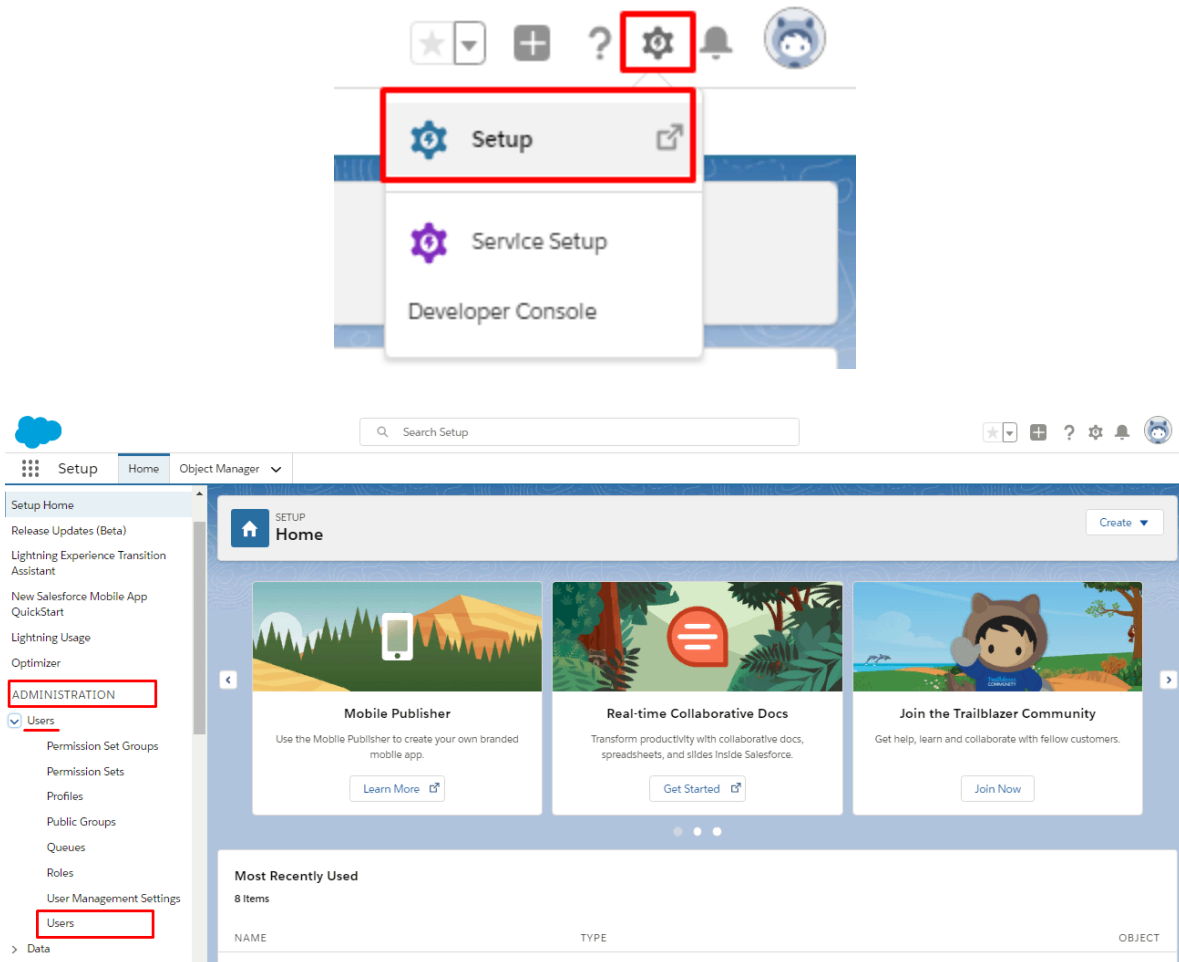 Setup
Service Setup
Developer Console
Search Setup
Setup
Home
Object Manager
Setup Home
Release Updates (Beta)
Lightning Experience Transition
Assistant
New Salesforce Mobile App
QuickStart
Lightning Usage
Optimizer
ADMINISTRATION
Users
Permission Set Groups
Permission Sets
Profiles
Public Groups
Queues
Roles
User Management Settings
Users
Data
SETUP
Home
Create
Mobile Publisher
Use the Mobile Publisher to create your own branded
mobile app.
Learn More
Real-time Collaborative Docs
Transform productivity with collaborative docs,
spreadsheets, and slides inside Salesforce.
Get Started
Join the Trailblazer Community
Get help, learn and collaborate with fellow customers.
Join Now
Most Recently Used
8 Items
NAME
TYPE
OBJECT